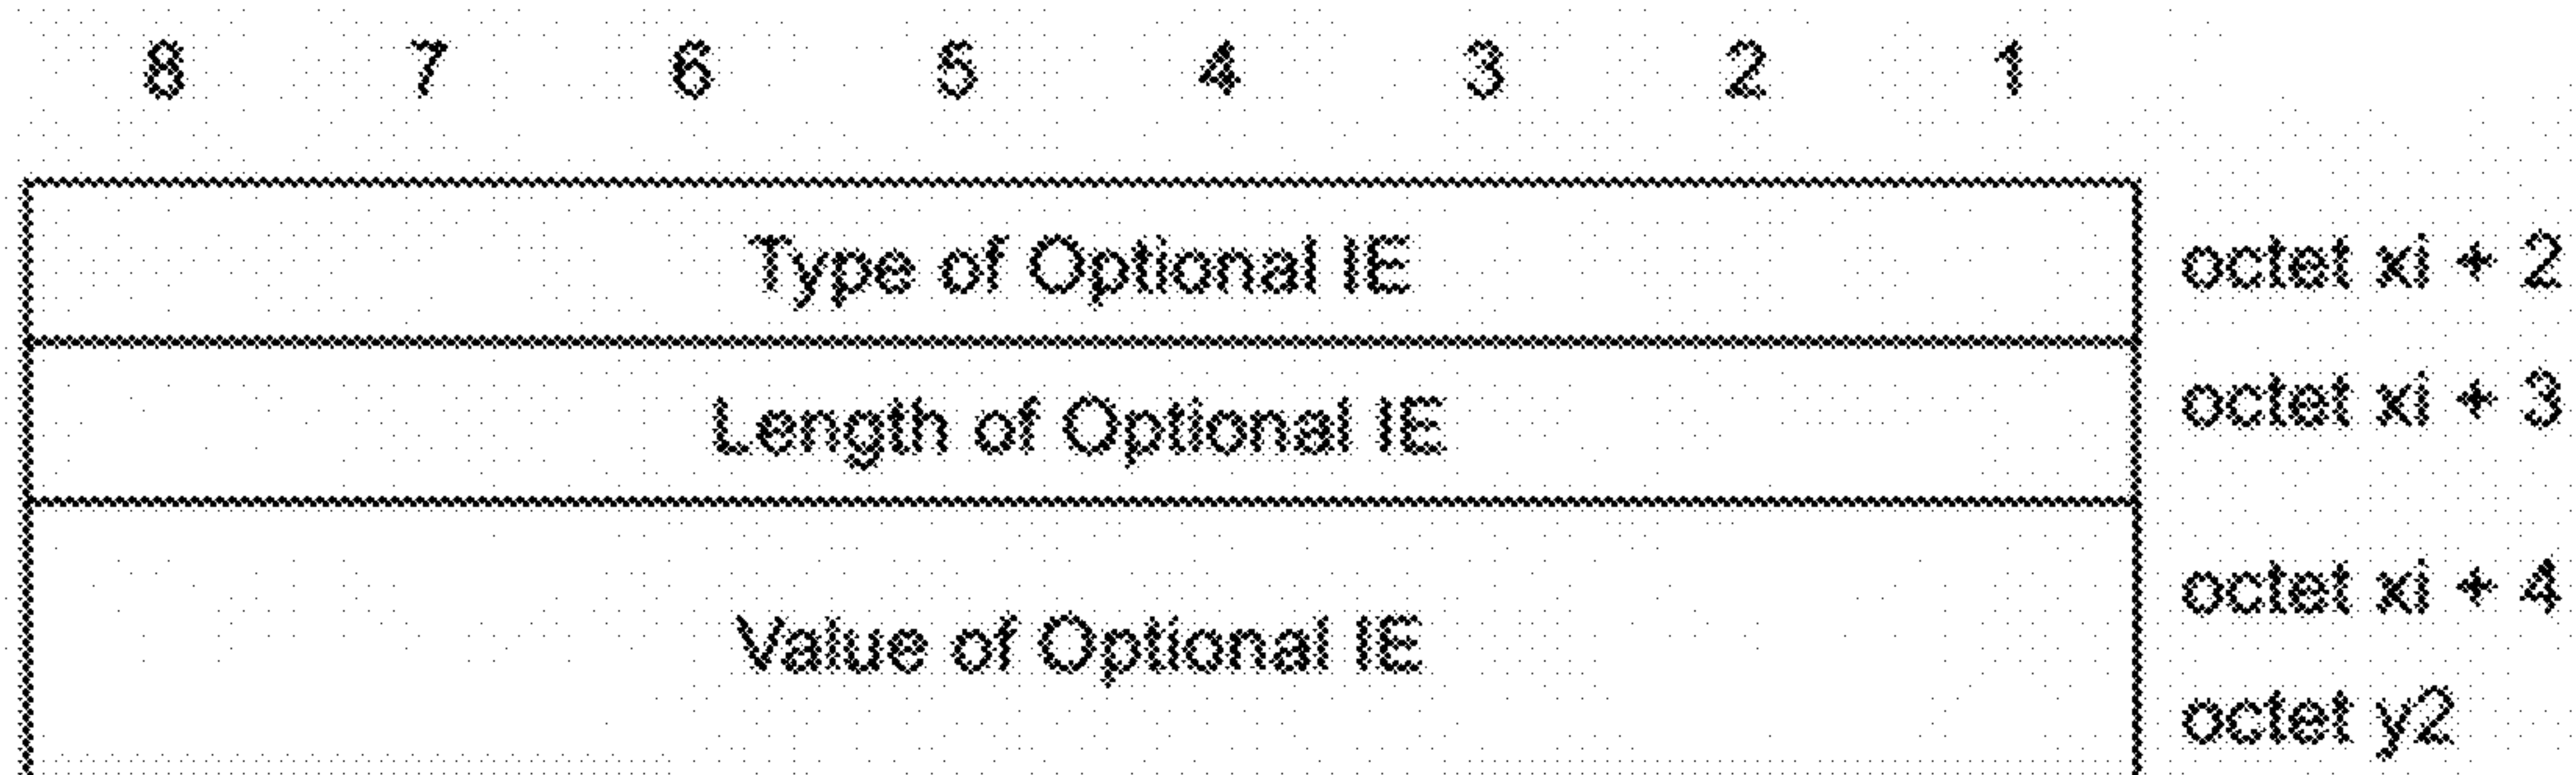 8 7 6 5 4 3 2 1
Type of Optional IE octet xi + 2
Length of Optional IE octet xi + 3
octet xi + 4
Value of Optional IE
octet y2